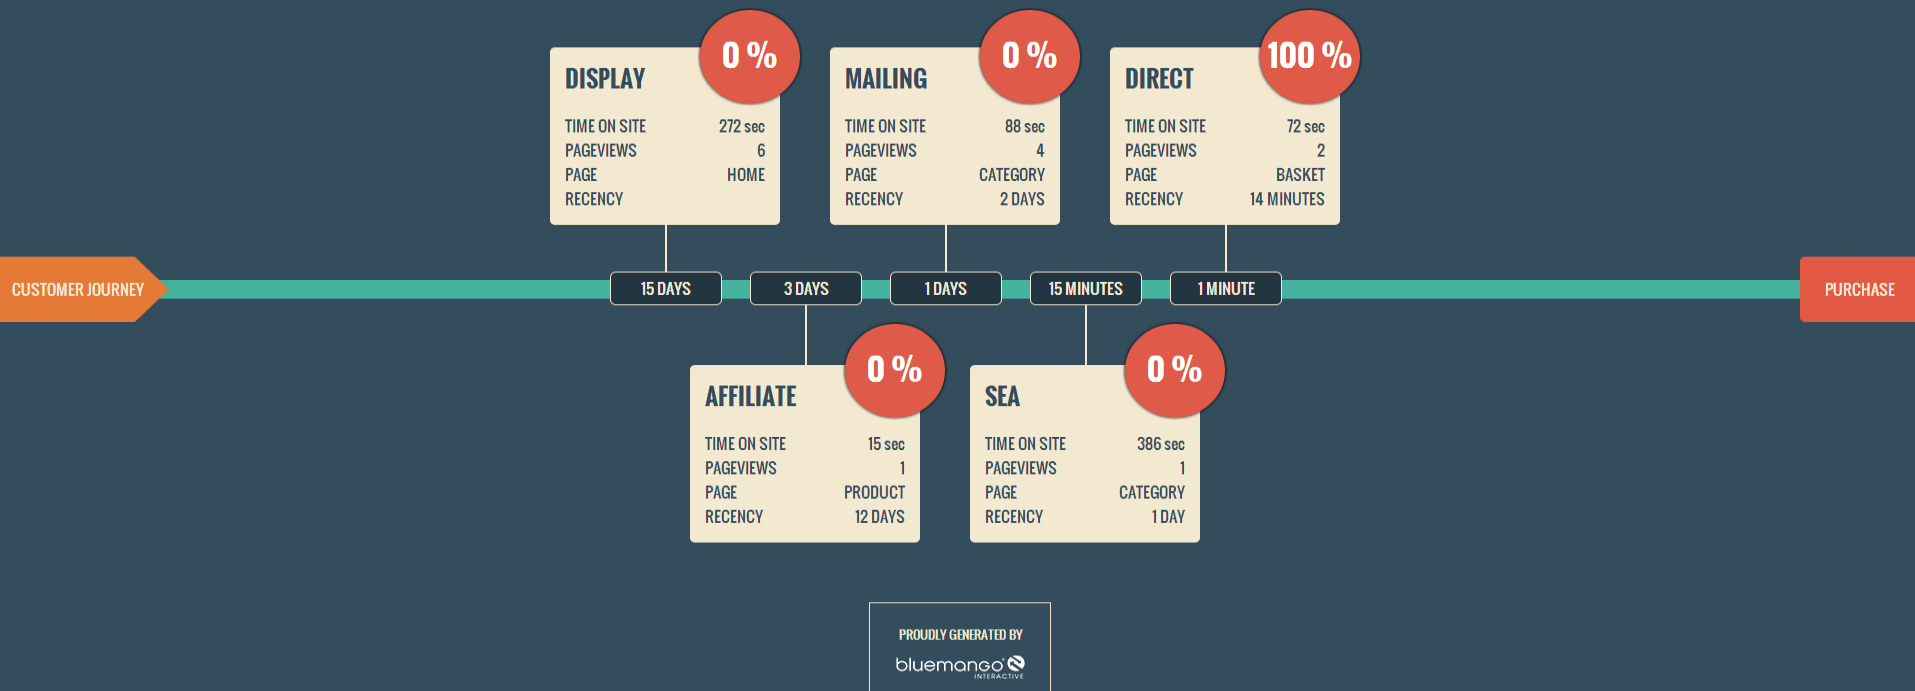 DISPLAY
0 %
TIME ON SITE 272 sec
PAGEVIEWS 6
PAGE HOME
RECENCY
MAILING
0 %
TIME ON SITE 88 sec
PAGEVIEWS 4
PAGE CATEGORY
RECENCY 2 DAYS
DIRECT
100 %
TIME ON SITE 72 sec
PAGEVIEWS 2
PAGE BASKET
RECENCY 14 MINUTES
CUSTOMER JOURNEY
15 DAYS
3 DAYS
1 DAYS
15 MINUTES
1 MINUTE
PURCHASE
AFFILIATE
0 %
TIME ON SITE 15 sec
PAGEVIEWS 1
PAGE PRODUCT
RECENCY 12 DAYS
SEA
0 %
TIME ON SITE 386 sec
PAGEVIEWS 1
PAGE CATEGORY
RECENCY 1 DAY
PROUDLY GENERATED BY
bluemango
INTERACTIVE